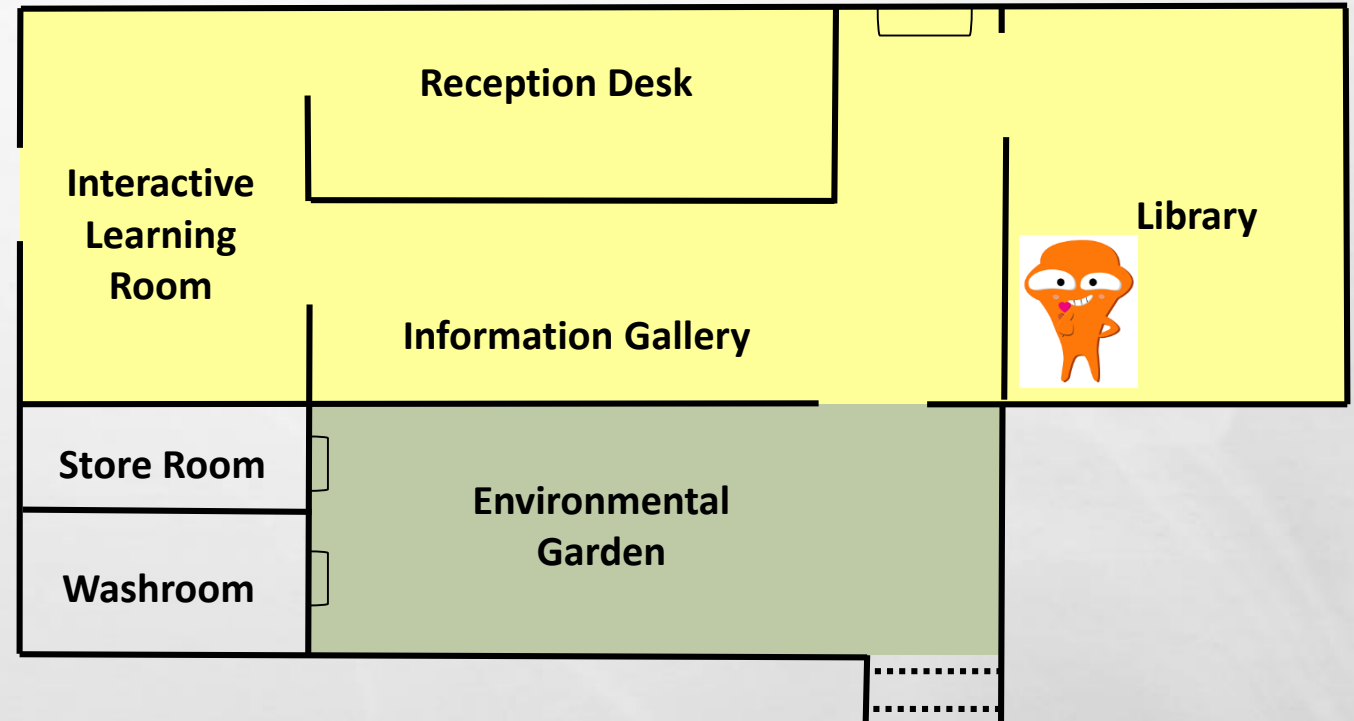 Reception Desk
Interactive
Learning
Room
Library
Information Gallery
Store Room
Environmental
Garden
Washroom